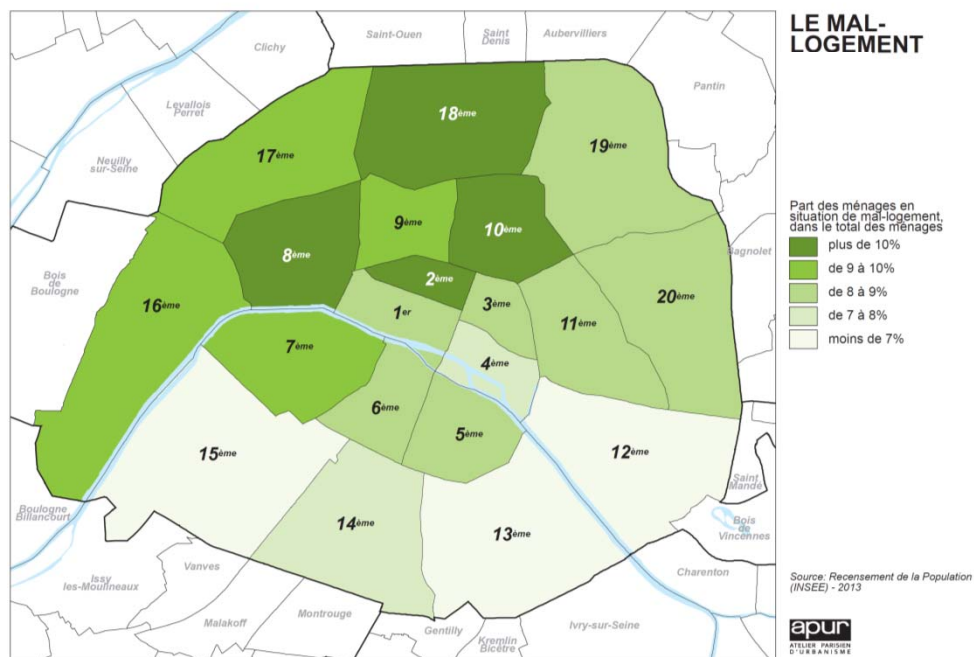 LE MAL-
LOGEMENT
Part des ménages en
situation de mal-logement,
dans le total des ménages
plus de 10%
de 9 à 10%
de 8 à 9%
de 7 à 8%
moins de 7%
Source: Recensement de la Population
(INSEE) - 2013
apur
ATELIER PARISIEN
D'URBANISME
Clichy
Saint-Ouen
Saint
Denis
Aubervilliers
Pantin
Levallois
Perret
Neuilly
sur-Seine
Bois
de
Boulogne
Bagnolet
18ème
17ème
19ème
9ème
10ème
8ème
2ème
16ème
1er
3ème
20ème
11ème
7ème
4ème
6ème
5ème
15ème
12ème
14ème
13ème
Saint
Mandé
Bois
de
Vincennes
Boulogne
Billancourt
Issy
les-Moulineaux
Vanves
Malakoff
Montrouge
Gentilly
Kremlin
Bicêtre
Ivry-sur-Seine
Charenton